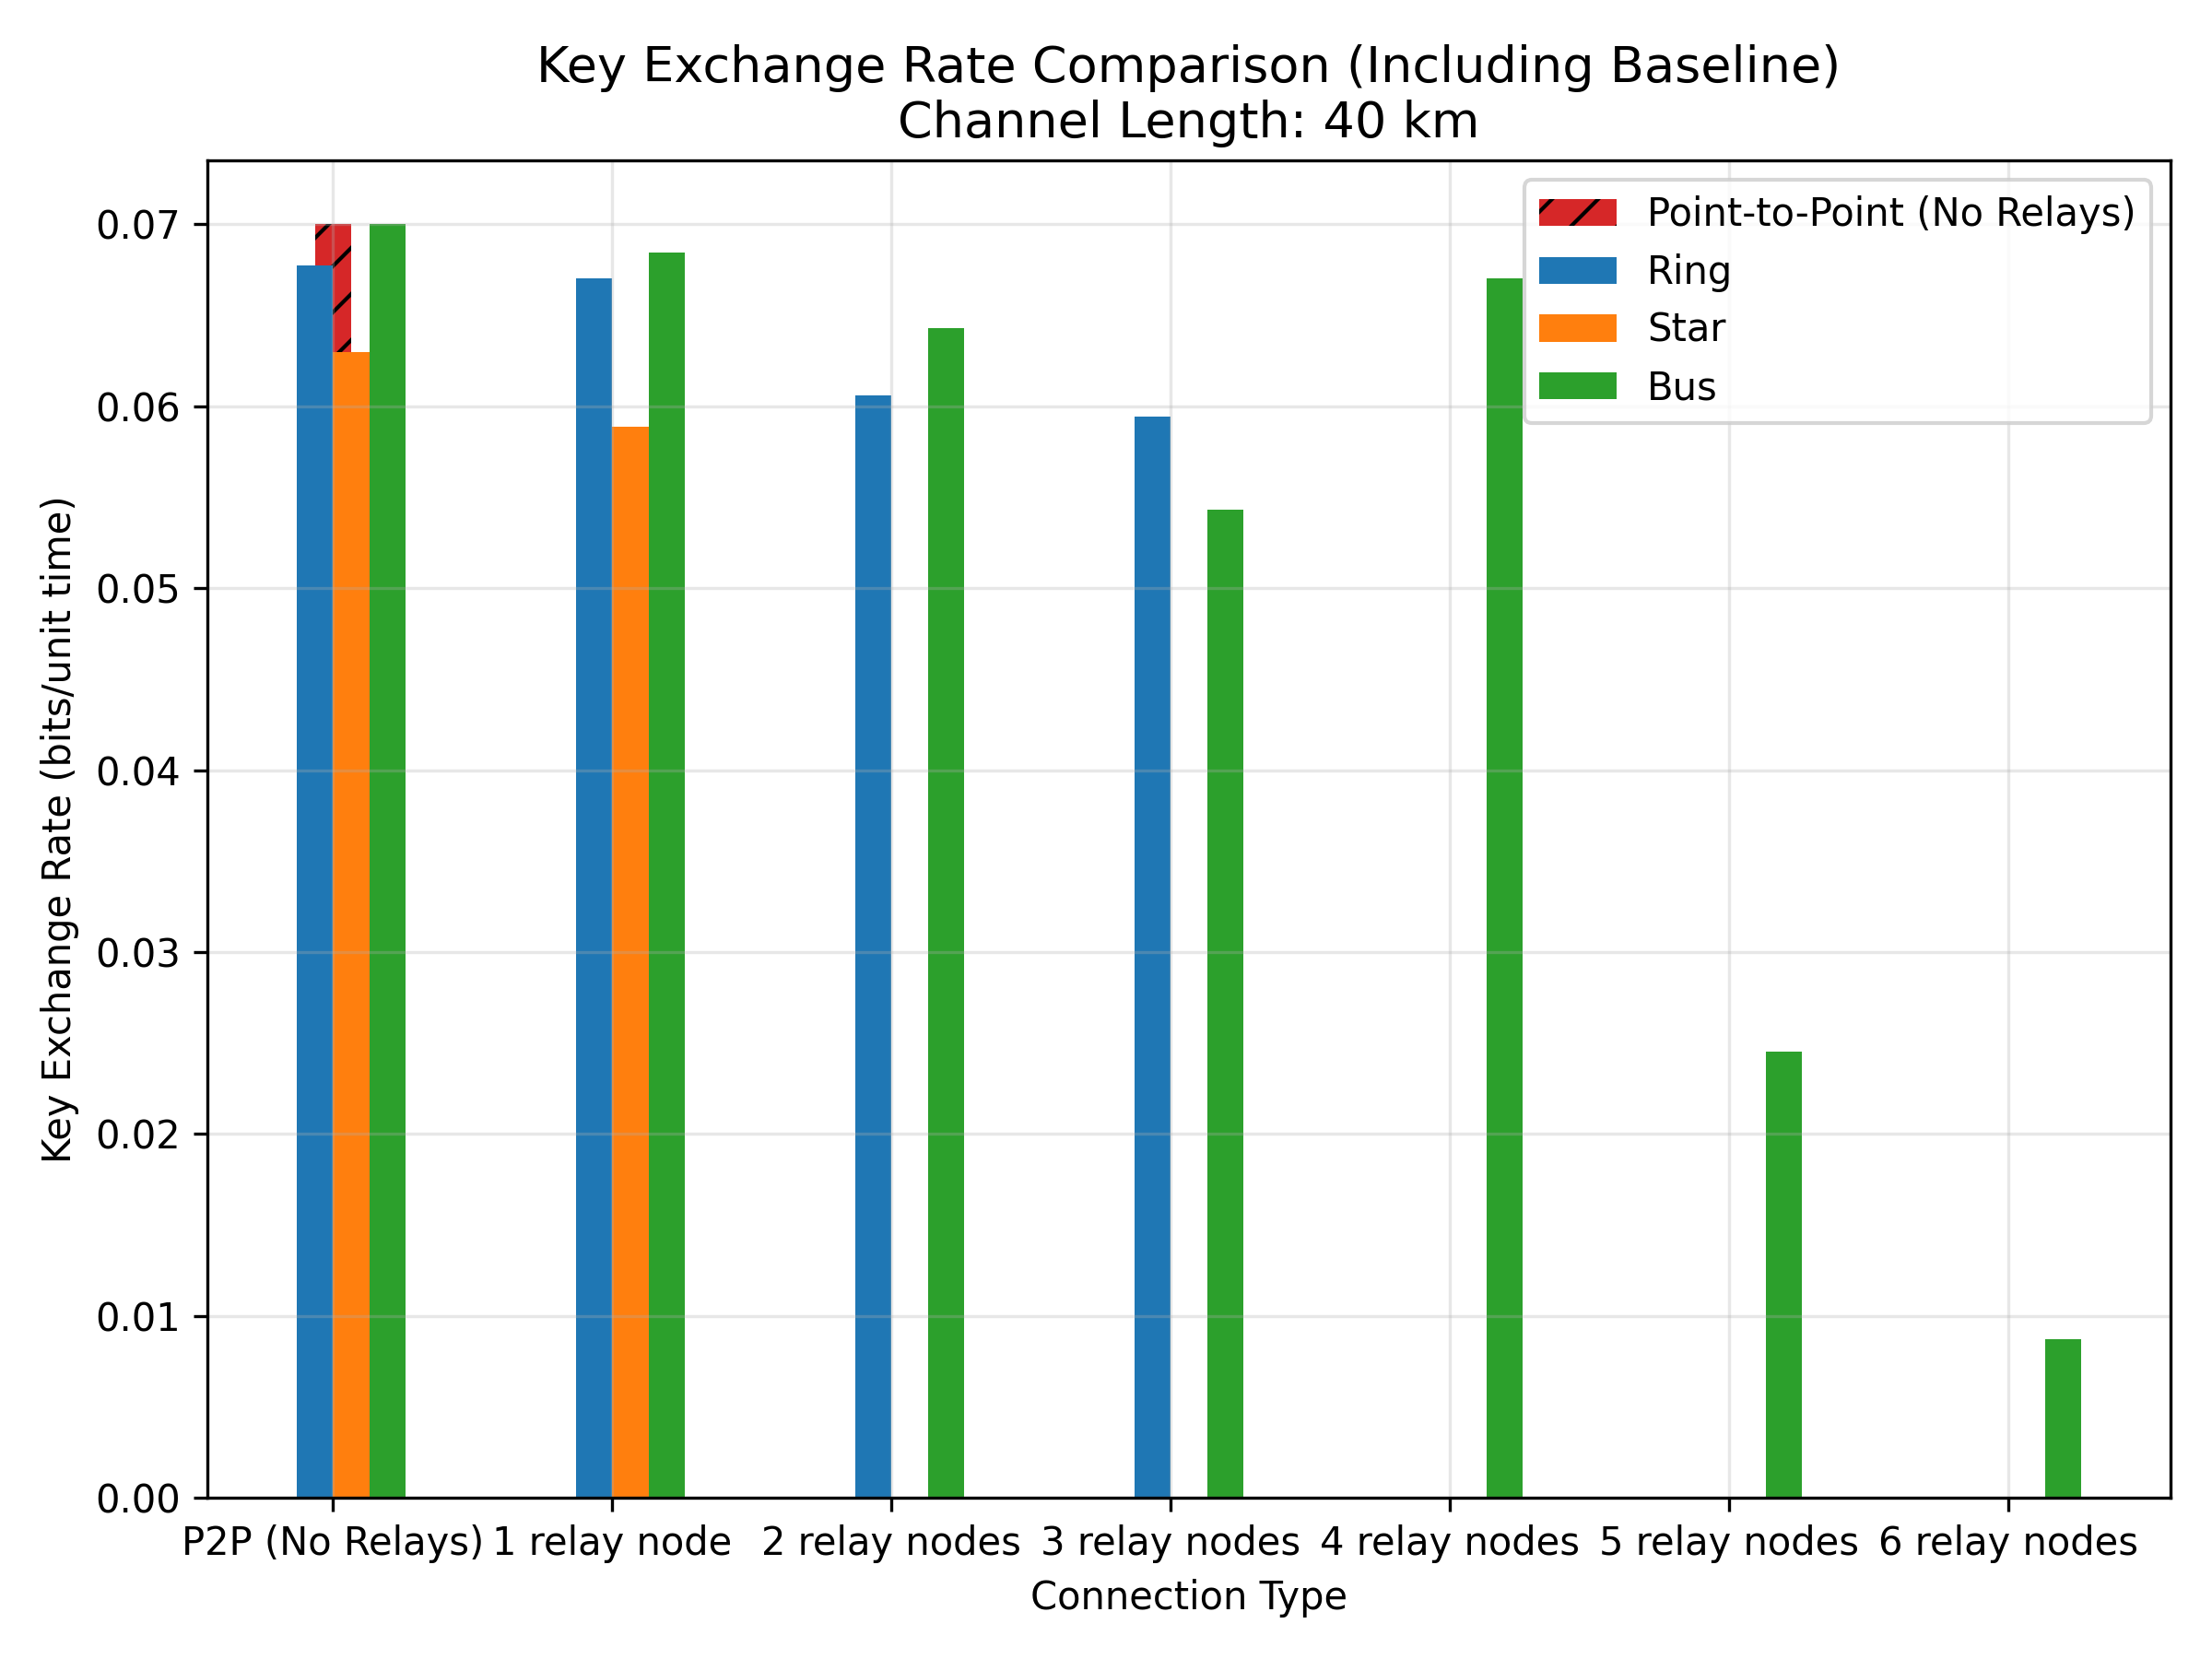 Key Exchange Rate Comparison (Including Baseline)
Channel Length: 40 km
Point-to-Point (No Relays)
Ring
Star
Bus
Key Exchange Rate (bits/unit time)
0.07
0.06
0.05
0.04
0.03
0.02
0.01
0.00
P2P (No Relays)
1 relay node
2 relay nodes
3 relay nodes
4 relay nodes
5 relay nodes
6 relay nodes
Connection Type